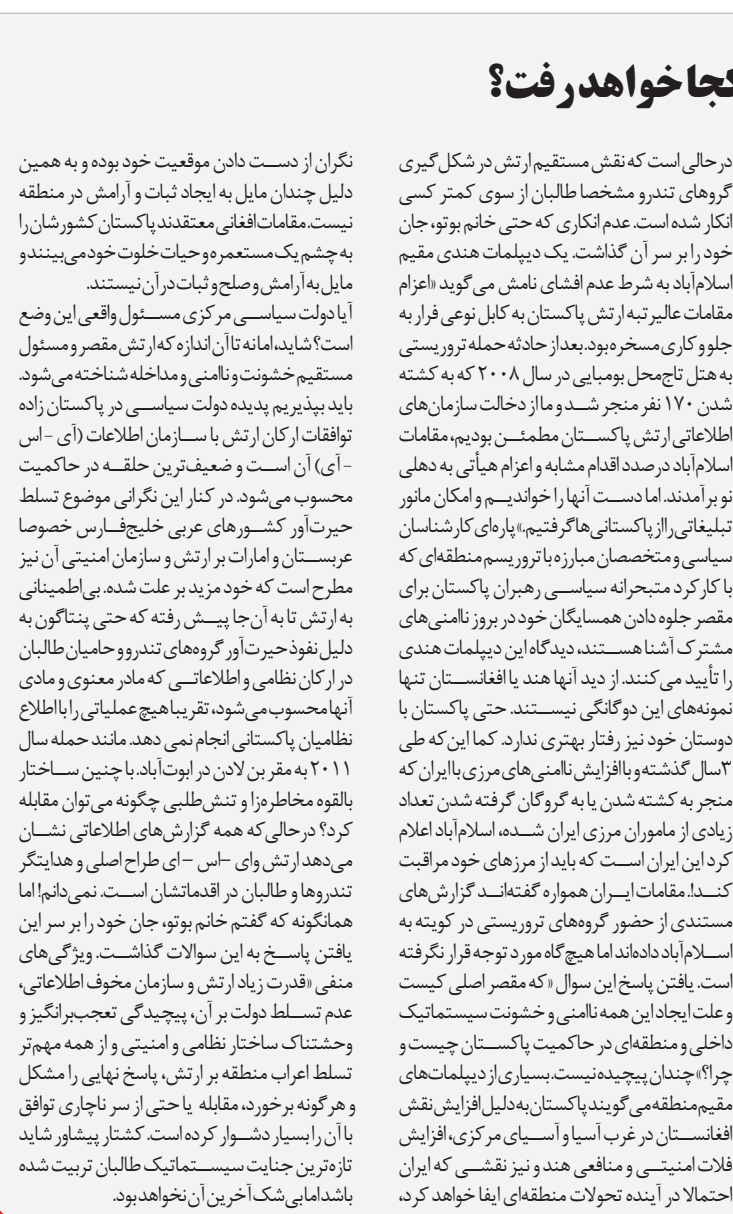 کجا خواهد رفت؟
درحالی است که نقش مستقیم ارتش در شکل گیری
گروهای تندرو مشخصا طالبان از سوی کمتر کسی
انکار شده است. عدم انکاری که حتی خانم بوتو، جان
خود را بر سر آن گذاشت. یک دیپلمات هندی مقیم
اسلام‌آباد به شرط عدم افشای نامش می گوید «اعزام
مقامات عالیرتبه ارتش پاکستان به کابل نوعی فرار به
جلو و کاری مسخره بود. بعد از حادثه حمله تروریستی
به هتل تاج‌محل بومبایی در سال ۲۰۰۸ که به کشته
شدن ۱۷۰ نفر منجر شد و ما از دخالت سازمان‌های
اطلاعاتی ارتش پاکستان مطمئن بودیم، مقامات
اسلام‌آباد درصدد اقدام مشابه و اعزام هیأتی به دهلی
نو برآمدند. اما دست آنها را خواندیم و امکان مانور
تبلیغاتی را از پاکستانی‌ها گرفتیم.» پاره‌ای کارشناسان
سیاسی و متخصصان مبارزه با تروریسم منطقه‌ای که
با کارکرد متبحرانه سیاسی رهبران پاکستان برای
مقصر جلوه دادن همسایگان خود در بروز ناامنی‌های
مشترک آشنا هستند، دیدگاه این دیپلمات هندی
را تأیید می کنند. از دید آنها هند یا افغانستان تنها
نمونه‌های این دوگانگی نیستند. حتی پاکستان با
دوستان خود نیز رفتار بهتری ندارد. کما این که طی
۳سال گذشته و با افزایش ناامنی‌های مرزی با ایران که
منجر به کشته شدن یا به گروگان گرفته شدن تعداد
زیادی از ماموران مرزی ایران شده، اسلام‌آباد اعلام
کرد این ایران است که باید از مرزهای خود مراقبت
کند!. مقامات ایران همواره گفته‌اند گزارش‌های
مستندی از حضور گروه‌های تروریستی در کویته به
اسلام‌آباد داده‌اند اما هیچ گاه مورد توجه قرار نگرفته
است. یافتن پاسخ این سوال «که مقصر اصلی کیست
و علت ایجاد این همه ناامنی و خشونت سیستماتیک
داخلی و منطقه‌ای در حاکمیت پاکستان چیست و
چرا؟» چندان پیچیده نیست. بسیاری از دیپلمات‌های
مقیم منطقه می گویند پاکستان به دلیل افزایش نقش
افغانستان در غرب آسیا و آسیای مرکزی، افزایش
فلات امنیتی و منافعی هند و نیز نقشی که ایران
احتمالا در آینده تحولات منطقه‌ای ایفا خواهد کرد،
نگران از دست دادن موقعیت خود بوده و به همین
دلیل چندان مایل به ایجاد ثبات و آرامش در منطقه
نیست. مقامات افغانی معتقدند پاکستان کشورشان را
به چشم یک مستعمره و حیات خلوت خود می‌بینند و
مایل به آرامش و صلح و ثبات در آن نیستند.
آیا دولت سیاسی مرکزی مسئول واقعی این وضع
است؟ شاید، اما نه تا آن اندازه که ارتش مقصر و مسئول
مستقیم خشونت و ناامنی و مداخله شناخته می‌شود.
باید بپذیریم پدیده دولت سیاسی در پاکستان زاده
توافقات ارکان ارتش با سازمان اطلاعات (آی -اس
-آی) آن است و ضعیف‌ترین حلقه در حاکمیت
محسوب می‌شود. در کنار این نگرانی موضوع تسلط
حیرت‌آور کشورهای عربی خلیج‌فارس خصوصا
عربستان و امارات بر ارتش و سازمان امنیتی آن نیز
مطرح است که خود مزید بر علت شده. بی‌اطمینانی
به ارتش تا به آن‌جا پیش رفته که حتی پنتاگون به
دلیل نفوذ حیرت‌آور گروه‌های تندرو و حامیان طالبان
در ارکان نظامی و اطلاعاتی که مادر معنوی و مادی
آنها محسوب می‌شود، تقریبا هیچ عملیاتی را با اطلاع
نظامیان پاکستانی انجام نمی دهد. مانند حمله سال
۲۰۱۱ به مقر بن لادن در ابوت‌آباد. با چنین ساختار
بالقوه مخاطره‌زا و تنش‌طلبی چگونه می‌توان مقابله
کرد؟ درحالی که همه گزارش‌های اطلاعاتی نشان
می‌دهد ارتش وای -اس -ای طراح اصلی و هدایتگر
تندروها و طالبان در اقدماتشان است. نمی‌دانم! اما
همانگونه که گفتم خانم بوتو، جان خود را بر سر این
یافتن پاسخ به این سوالات گذاشت. ویژگی‌های
منفی «قدرت زیاد ارتش و سازمان مخوف اطلاعاتی،
عدم تسلط دولت بر آن، پیچیدگی تعجب‌برانگیز و
وحشتناک ساختار نظامی و امنیتی و از همه مهم‌تر
تسلط اعراب منطقه بر ارتش، پاسخ نهایی را مشکل
و هر گونه برخورد، مقابله یا حتی از سر ناچاری توافق
با آن را بسیار دشوار کرده است. کشتار پیشاور شاید
تازه‌ترین جنایت سیستماتیک طالبان تربیت شده
باشد اما بی‌شک آخرین آن نخواهد بود.